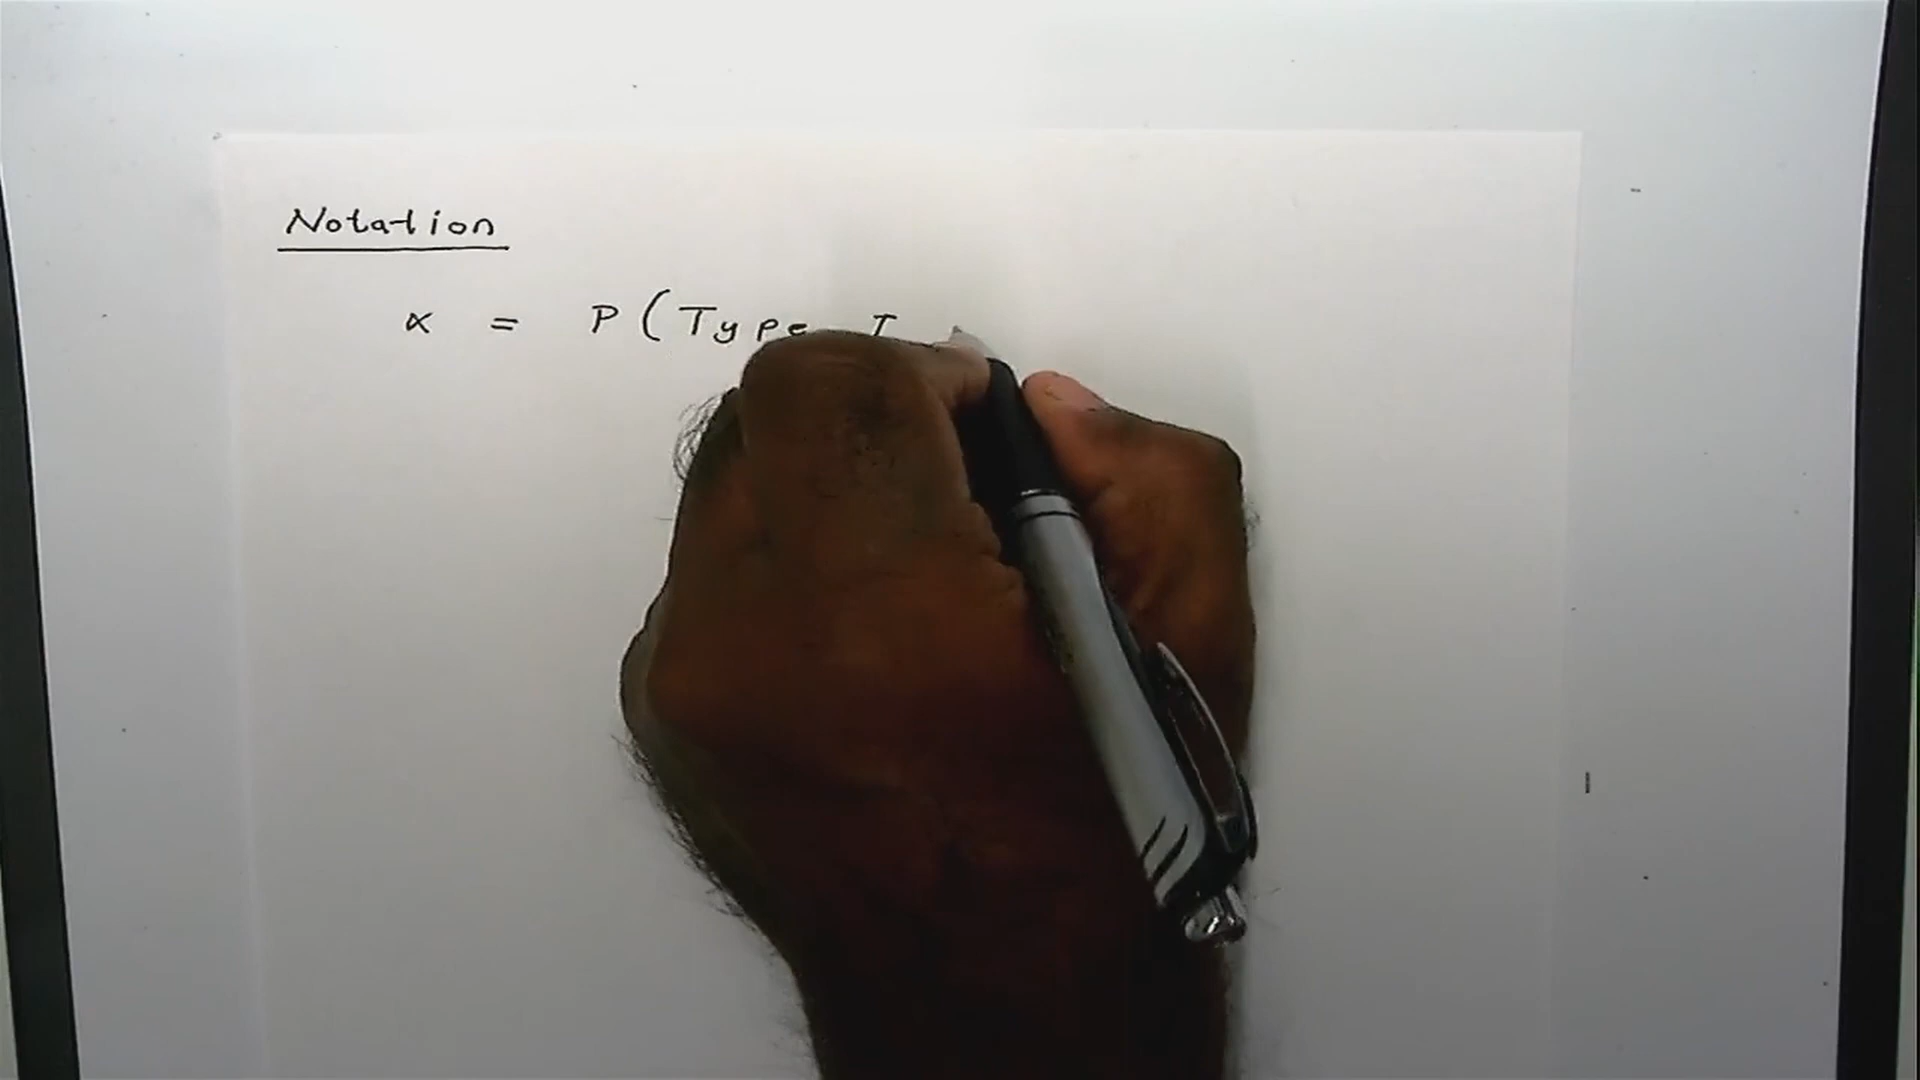 Notation
α = P(Type I